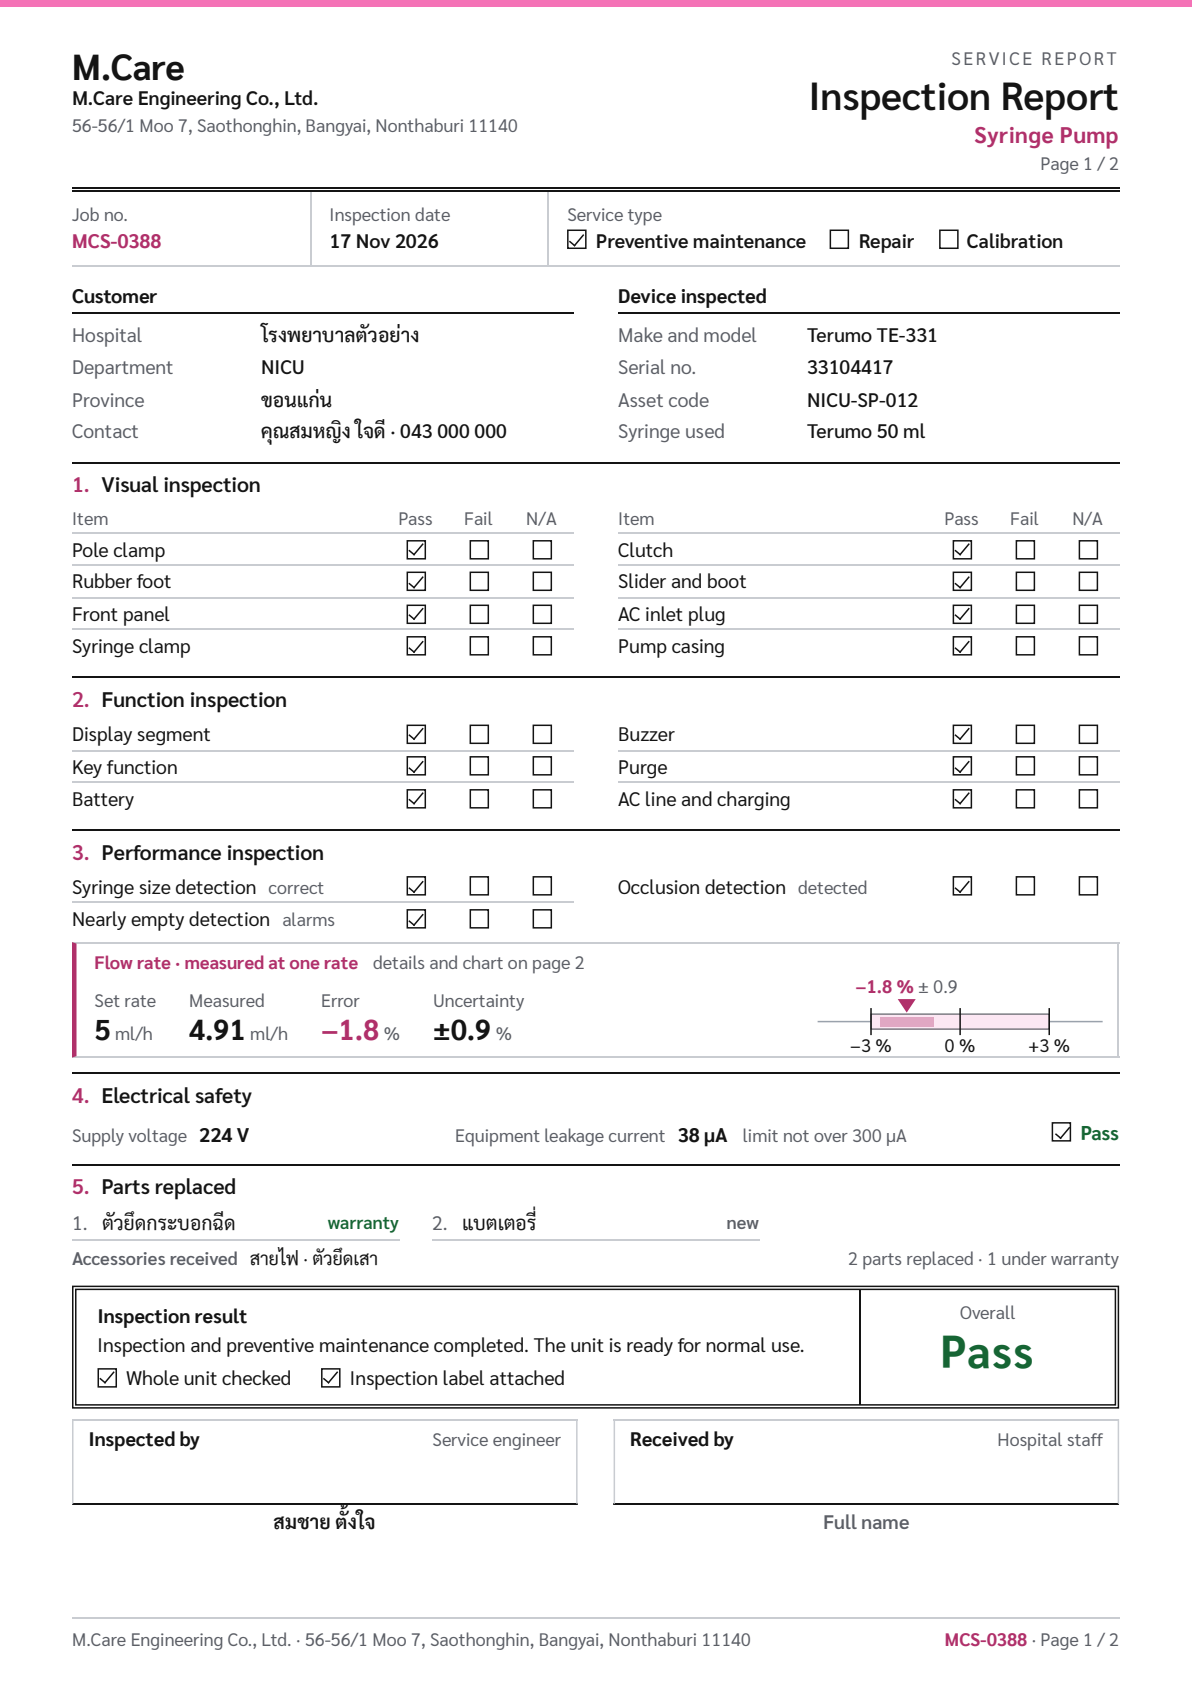 M.Care
M.Care Engineering Co., Ltd.
56-56/1 Moo 7, Saothonghin, Bangyai, Nonthaburi 11140
SERVICE REPORT
Inspection Report
Syringe Pump
Page 1 / 2
Job no.
MCS-0388
Inspection date
17 Nov 2026
Service type
☑ Preventive maintenance ☐ Repair ☐ Calibration
Customer
Hospital โรงพยาบาลตัวอย่าง
Department NICU
Province ขอนแก่น
Contact คุณสมหญิง ใจดี · 043 000 000
Device inspected
Make and model Terumo TE-331
Serial no. 33104417
Asset code NICU-SP-012
Syringe used Terumo 50 ml
1. Visual inspection
Item Pass Fail N/A
Pole clamp ☑ ☐ ☐
Rubber foot ☑ ☐ ☐
Front panel ☑ ☐ ☐
Syringe clamp ☑ ☐ ☐
Item Pass Fail N/A
Clutch ☑ ☐ ☐
Slider and boot ☑ ☐ ☐
AC inlet plug ☑ ☐ ☐
Pump casing ☑ ☐ ☐
2. Function inspection
Display segment ☑ ☐ ☐
Key function ☑ ☐ ☐
Battery ☑ ☐ ☐
Buzzer ☑ ☐ ☐
Purge ☑ ☐ ☐
AC line and charging ☑ ☐ ☐
3. Performance inspection
Syringe size detection correct ☑ ☐ ☐
Nearly empty detection alarms ☑ ☐ ☐
Occlusion detection detected ☑ ☐ ☐
Flow rate · measured at one rate details and chart on page 2
Set rate Measured Error Uncertainty
5 ml/h 4.91 ml/h −1.8 % ±0.9 %
−1.8 % ± 0.9
−3 % 0 % +3 %
4. Electrical safety
Supply voltage 224 V Equipment leakage current 38 µA limit not over 300 µA ☑ Pass
5. Parts replaced
1. ตัวยึดกระบอกฉีด warranty 2. แบตเตอรี่ new
Accessories received สายไฟ · ตัวยึดเสา 2 parts replaced · 1 under warranty
Inspection result
Inspection and preventive maintenance completed. The unit is ready for normal use.
☑ Whole unit checked ☑ Inspection label attached
Overall
Pass
Inspected by Service engineer
สมชาย ตั้งใจ
Received by Hospital staff
Full name
M.Care Engineering Co., Ltd. · 56-56/1 Moo 7, Saothonghin, Bangyai, Nonthaburi 11140 MCS-0388 · Page 1 / 2